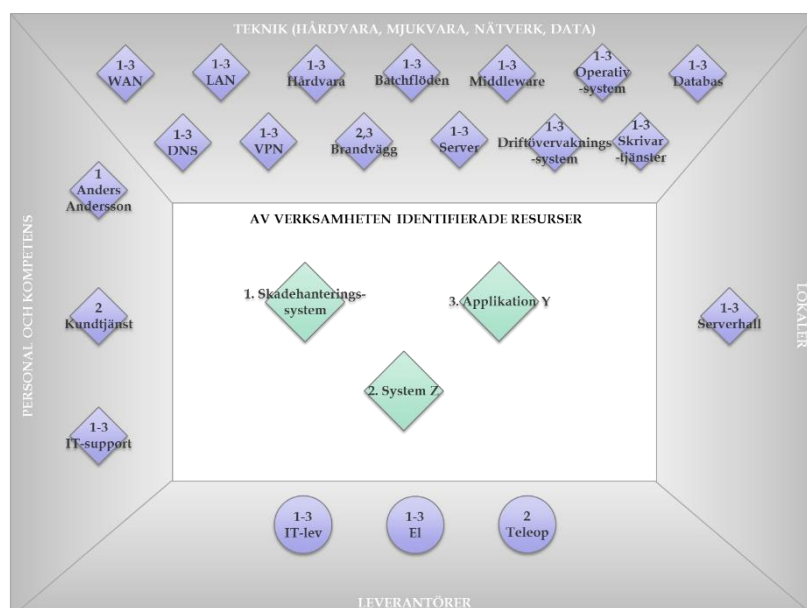 TEKNIK (HÅRDVARA, MJUKVARA, NÄTVERK, DATA)
1-3
WAN
1-3
LAN
1-3
Hårdvara
1-3
Batchflöden
1-3
Middleware
1-3
Operativ
-system
1-3
Databas
1-3
DNS
1-3
VPN
2,3
Brandvägg
1-3
Server
1-3
Driftövervaknings
-system
1-3
Skrivar
-tjänster
PERSONAL OCH KOMPETENS
1
Anders
Andersson
2
Kundtjänst
1-3
IT-support
AV VERKSAMHETEN IDENTIFIERADE RESURSER
1. Skadehanterings-
system
3. Applikation Y
2. System Z
LOKALER
1-3
Serverhall
1-3
IT-lev
1-3
El
2
Teleop
LEVERANTÖRER